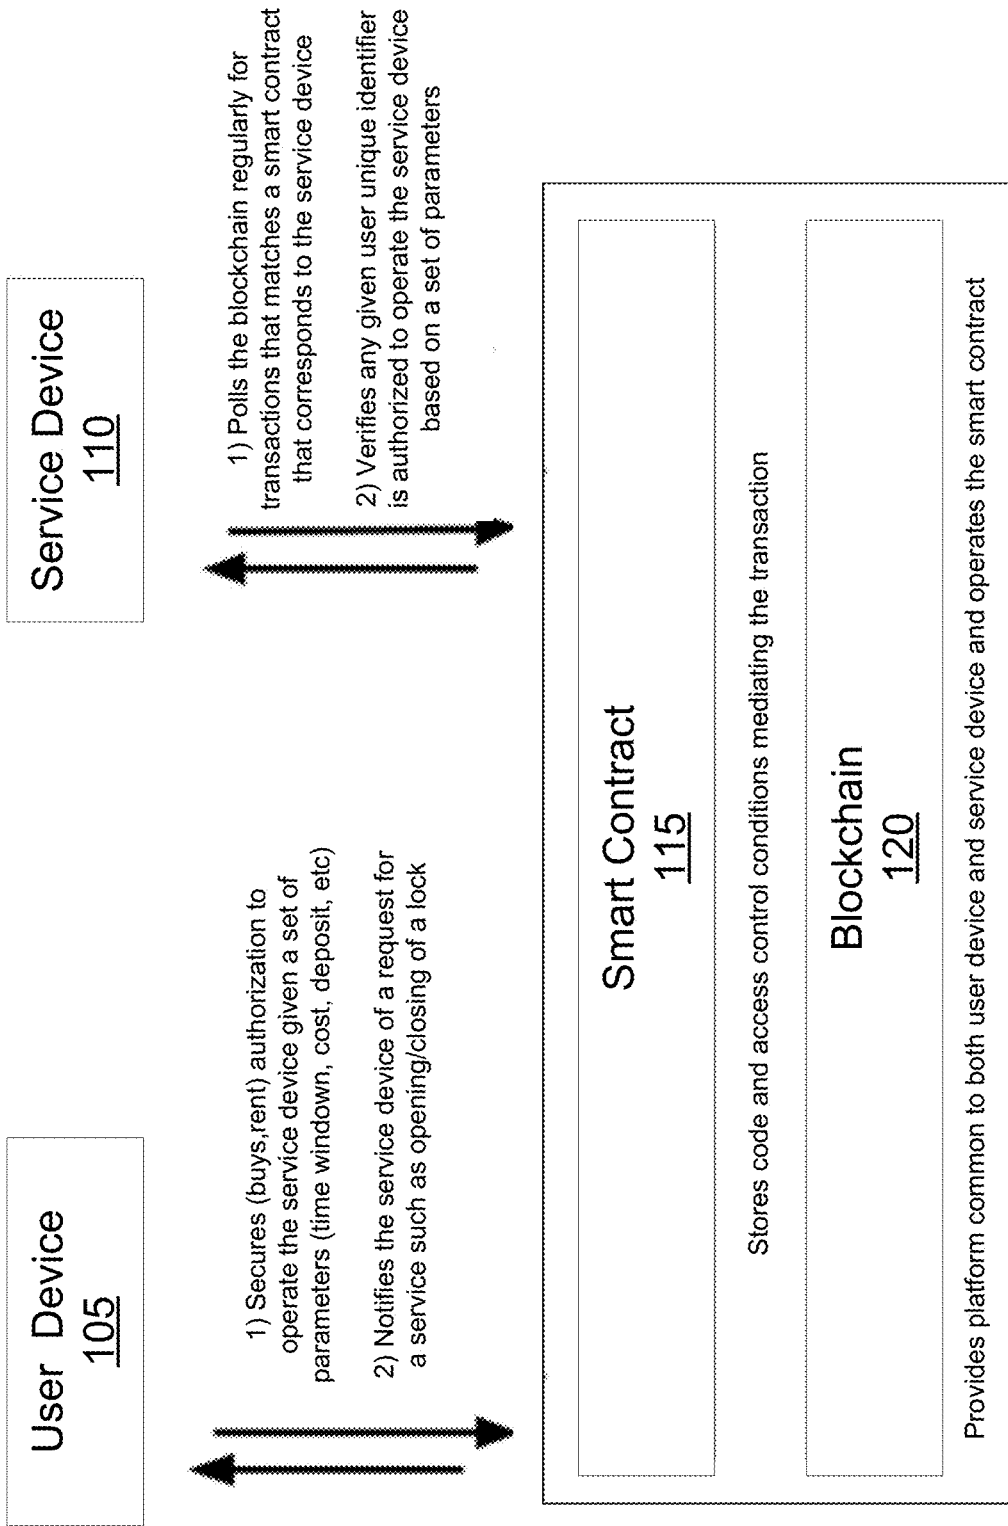 User Device
105
Service Device
110
1) Secures (buys,rent) authorization to
operate the service device given a set of
parameters (time window, cost, deposit, etc)
2) Notifies the service device of a request for
a service such as opening/closing of a lock
1) Polls the blockchain regularly for
transactions that matches a smart contract
that corresponds to the service device
2) Verifies any given user unique identifier
is authorized to operate the service device
based on a set of parameters
Smart Contract
115
Stores code and access control conditions mediating the transaction
Blockchain
120
Provides platform common to both user device and service device and operates the smart contract